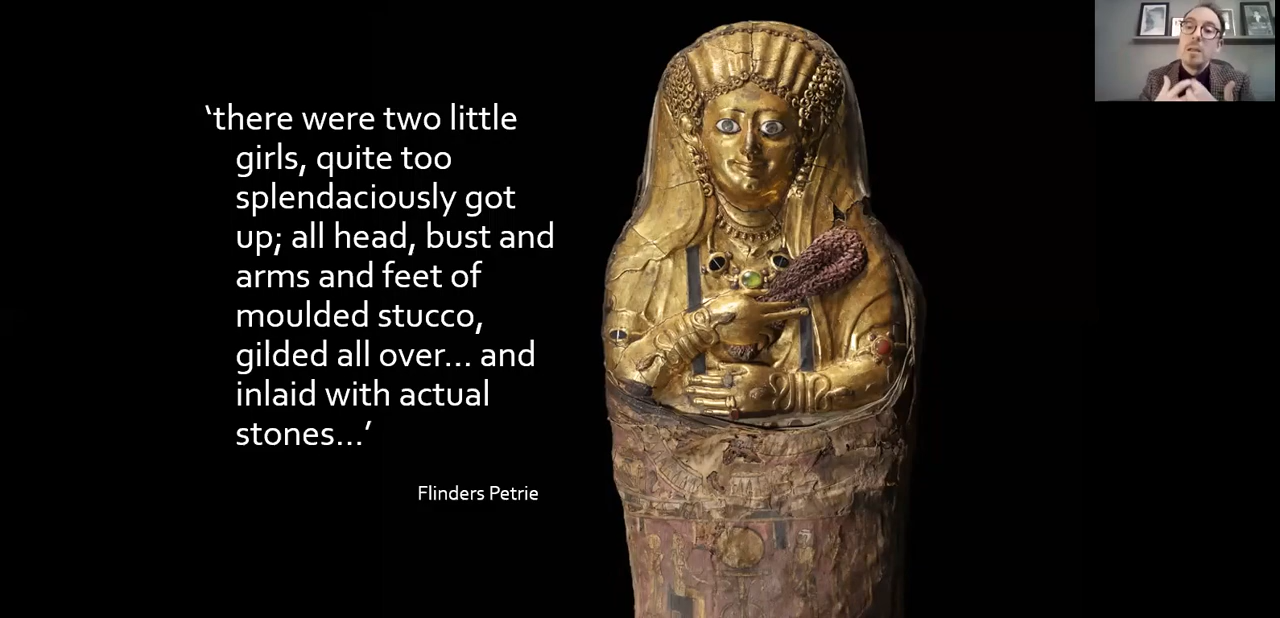 ‘there were two little
girls, quite too
splendaciously got
up; all head, bust and
arms and feet of
moulded stucco,
gilded all over... and
inlaid with actual
stones...’
Flinders Petrie